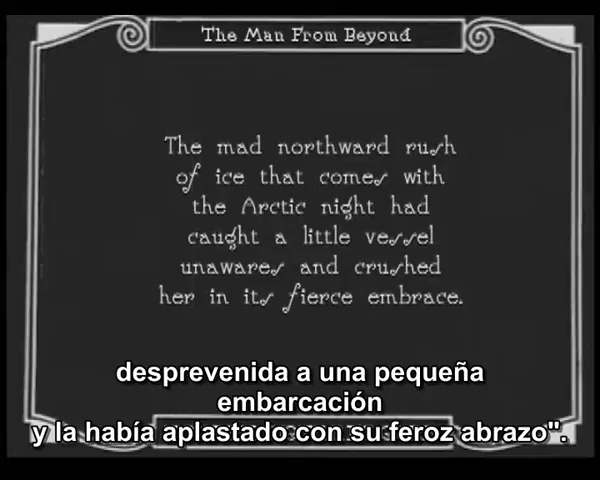 The Man From Beyond
The mad northward rush
of ice that comes with
the Arctic night had
caught a little vessel
unawares and crushed
her in its fierce embrace.
desprevenida a una pequeña
embarcación
y la había aplastado con su feroz abrazo".